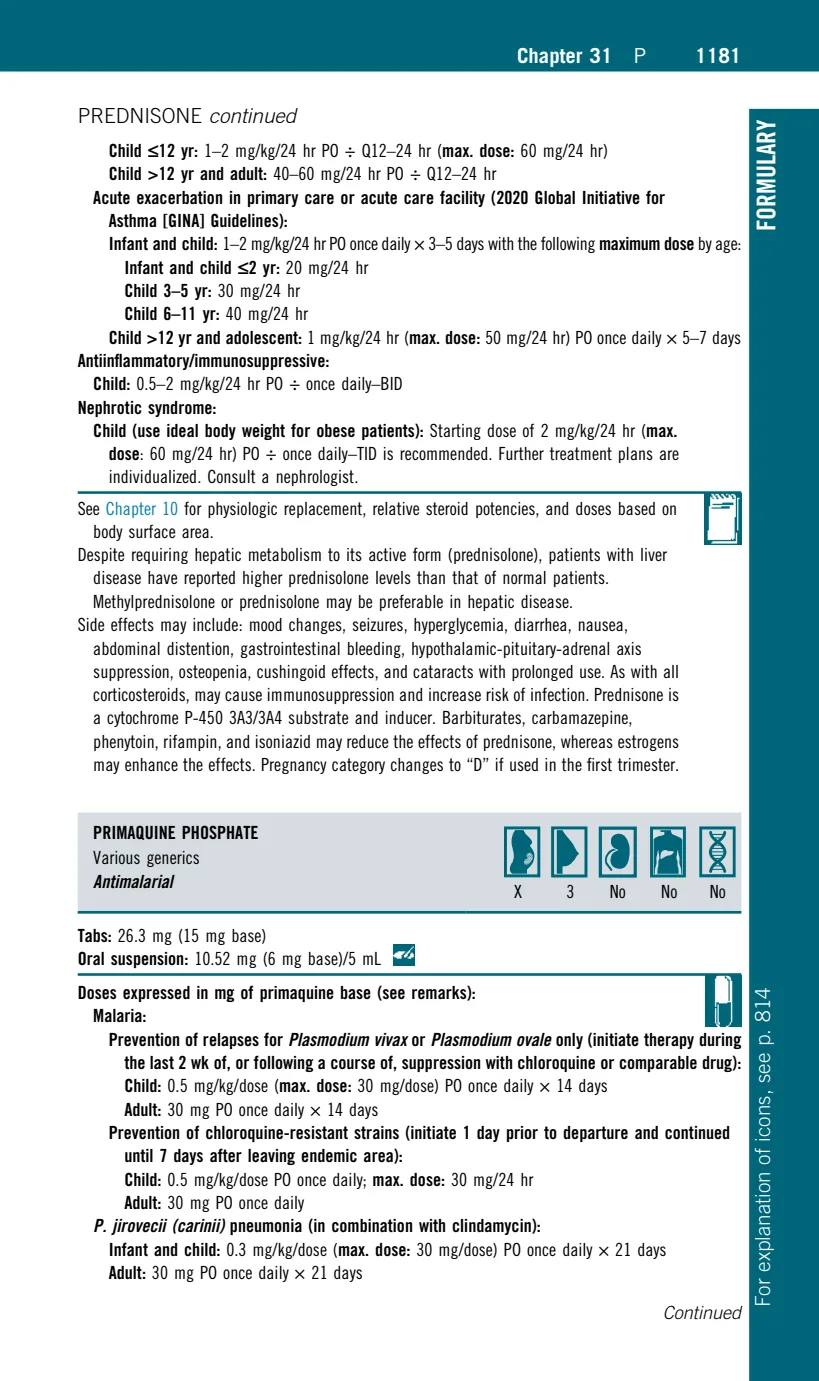 Chapter 31 P 1181
PREDNISONE continued
Child ≤12 yr: 1–2 mg/kg/24 hr PO ÷ Q12–24 hr (max. dose: 60 mg/24 hr)
Child >12 yr and adult: 40–60 mg/24 hr PO ÷ Q12–24 hr
Acute exacerbation in primary care or acute care facility (2020 Global Initiative for
Asthma [GINA] Guidelines):
Infant and child: 1–2 mg/kg/24 hr PO once daily × 3–5 days with the following maximum dose by age:
Infant and child ≤2 yr: 20 mg/24 hr
Child 3–5 yr: 30 mg/24 hr
Child 6–11 yr: 40 mg/24 hr
Child >12 yr and adolescent: 1 mg/kg/24 hr (max. dose: 50 mg/24 hr) PO once daily × 5–7 days
Antiinflammatory/immunosuppressive:
Child: 0.5–2 mg/kg/24 hr PO ÷ once daily–BID
Nephrotic syndrome:
Child (use ideal body weight for obese patients): Starting dose of 2 mg/kg/24 hr (max.
dose: 60 mg/24 hr) PO ÷ once daily–TID is recommended. Further treatment plans are
individualized. Consult a nephrologist.
See Chapter 10 for physiologic replacement, relative steroid potencies, and doses based on
body surface area.
Despite requiring hepatic metabolism to its active form (prednisolone), patients with liver
disease have reported higher prednisolone levels than that of normal patients.
Methylprednisolone or prednisolone may be preferable in hepatic disease.
Side effects may include: mood changes, seizures, hyperglycemia, diarrhea, nausea,
abdominal distention, gastrointestinal bleeding, hypothalamic-pituitary-adrenal axis
suppression, osteopenia, cushingoid effects, and cataracts with prolonged use. As with all
corticosteroids, may cause immunosuppression and increase risk of infection. Prednisone is
a cytochrome P-450 3A3/3A4 substrate and inducer. Barbiturates, carbamazepine,
phenytoin, rifampin, and isoniazid may reduce the effects of prednisone, whereas estrogens
may enhance the effects. Pregnancy category changes to “D” if used in the first trimester.
PRIMAQUINE PHOSPHATE
Various generics
Antimalarial
X 3 No No No
Tabs: 26.3 mg (15 mg base)
Oral suspension: 10.52 mg (6 mg base)/5 mL
Doses expressed in mg of primaquine base (see remarks):
Malaria:
Prevention of relapses for Plasmodium vivax or Plasmodium ovale only (initiate therapy during
the last 2 wk of, or following a course of, suppression with chloroquine or comparable drug):
Child: 0.5 mg/kg/dose (max. dose: 30 mg/dose) PO once daily × 14 days
Adult: 30 mg PO once daily × 14 days
Prevention of chloroquine-resistant strains (initiate 1 day prior to departure and continued
until 7 days after leaving endemic area):
Child: 0.5 mg/kg/dose PO once daily; max. dose: 30 mg/24 hr
Adult: 30 mg PO once daily
P. jirovecii (carinii) pneumonia (in combination with clindamycin):
Infant and child: 0.3 mg/kg/dose (max. dose: 30 mg/dose) PO once daily × 21 days
Adult: 30 mg PO once daily × 21 days
Continued
FORMULARY
For explanation of icons, see p. 814